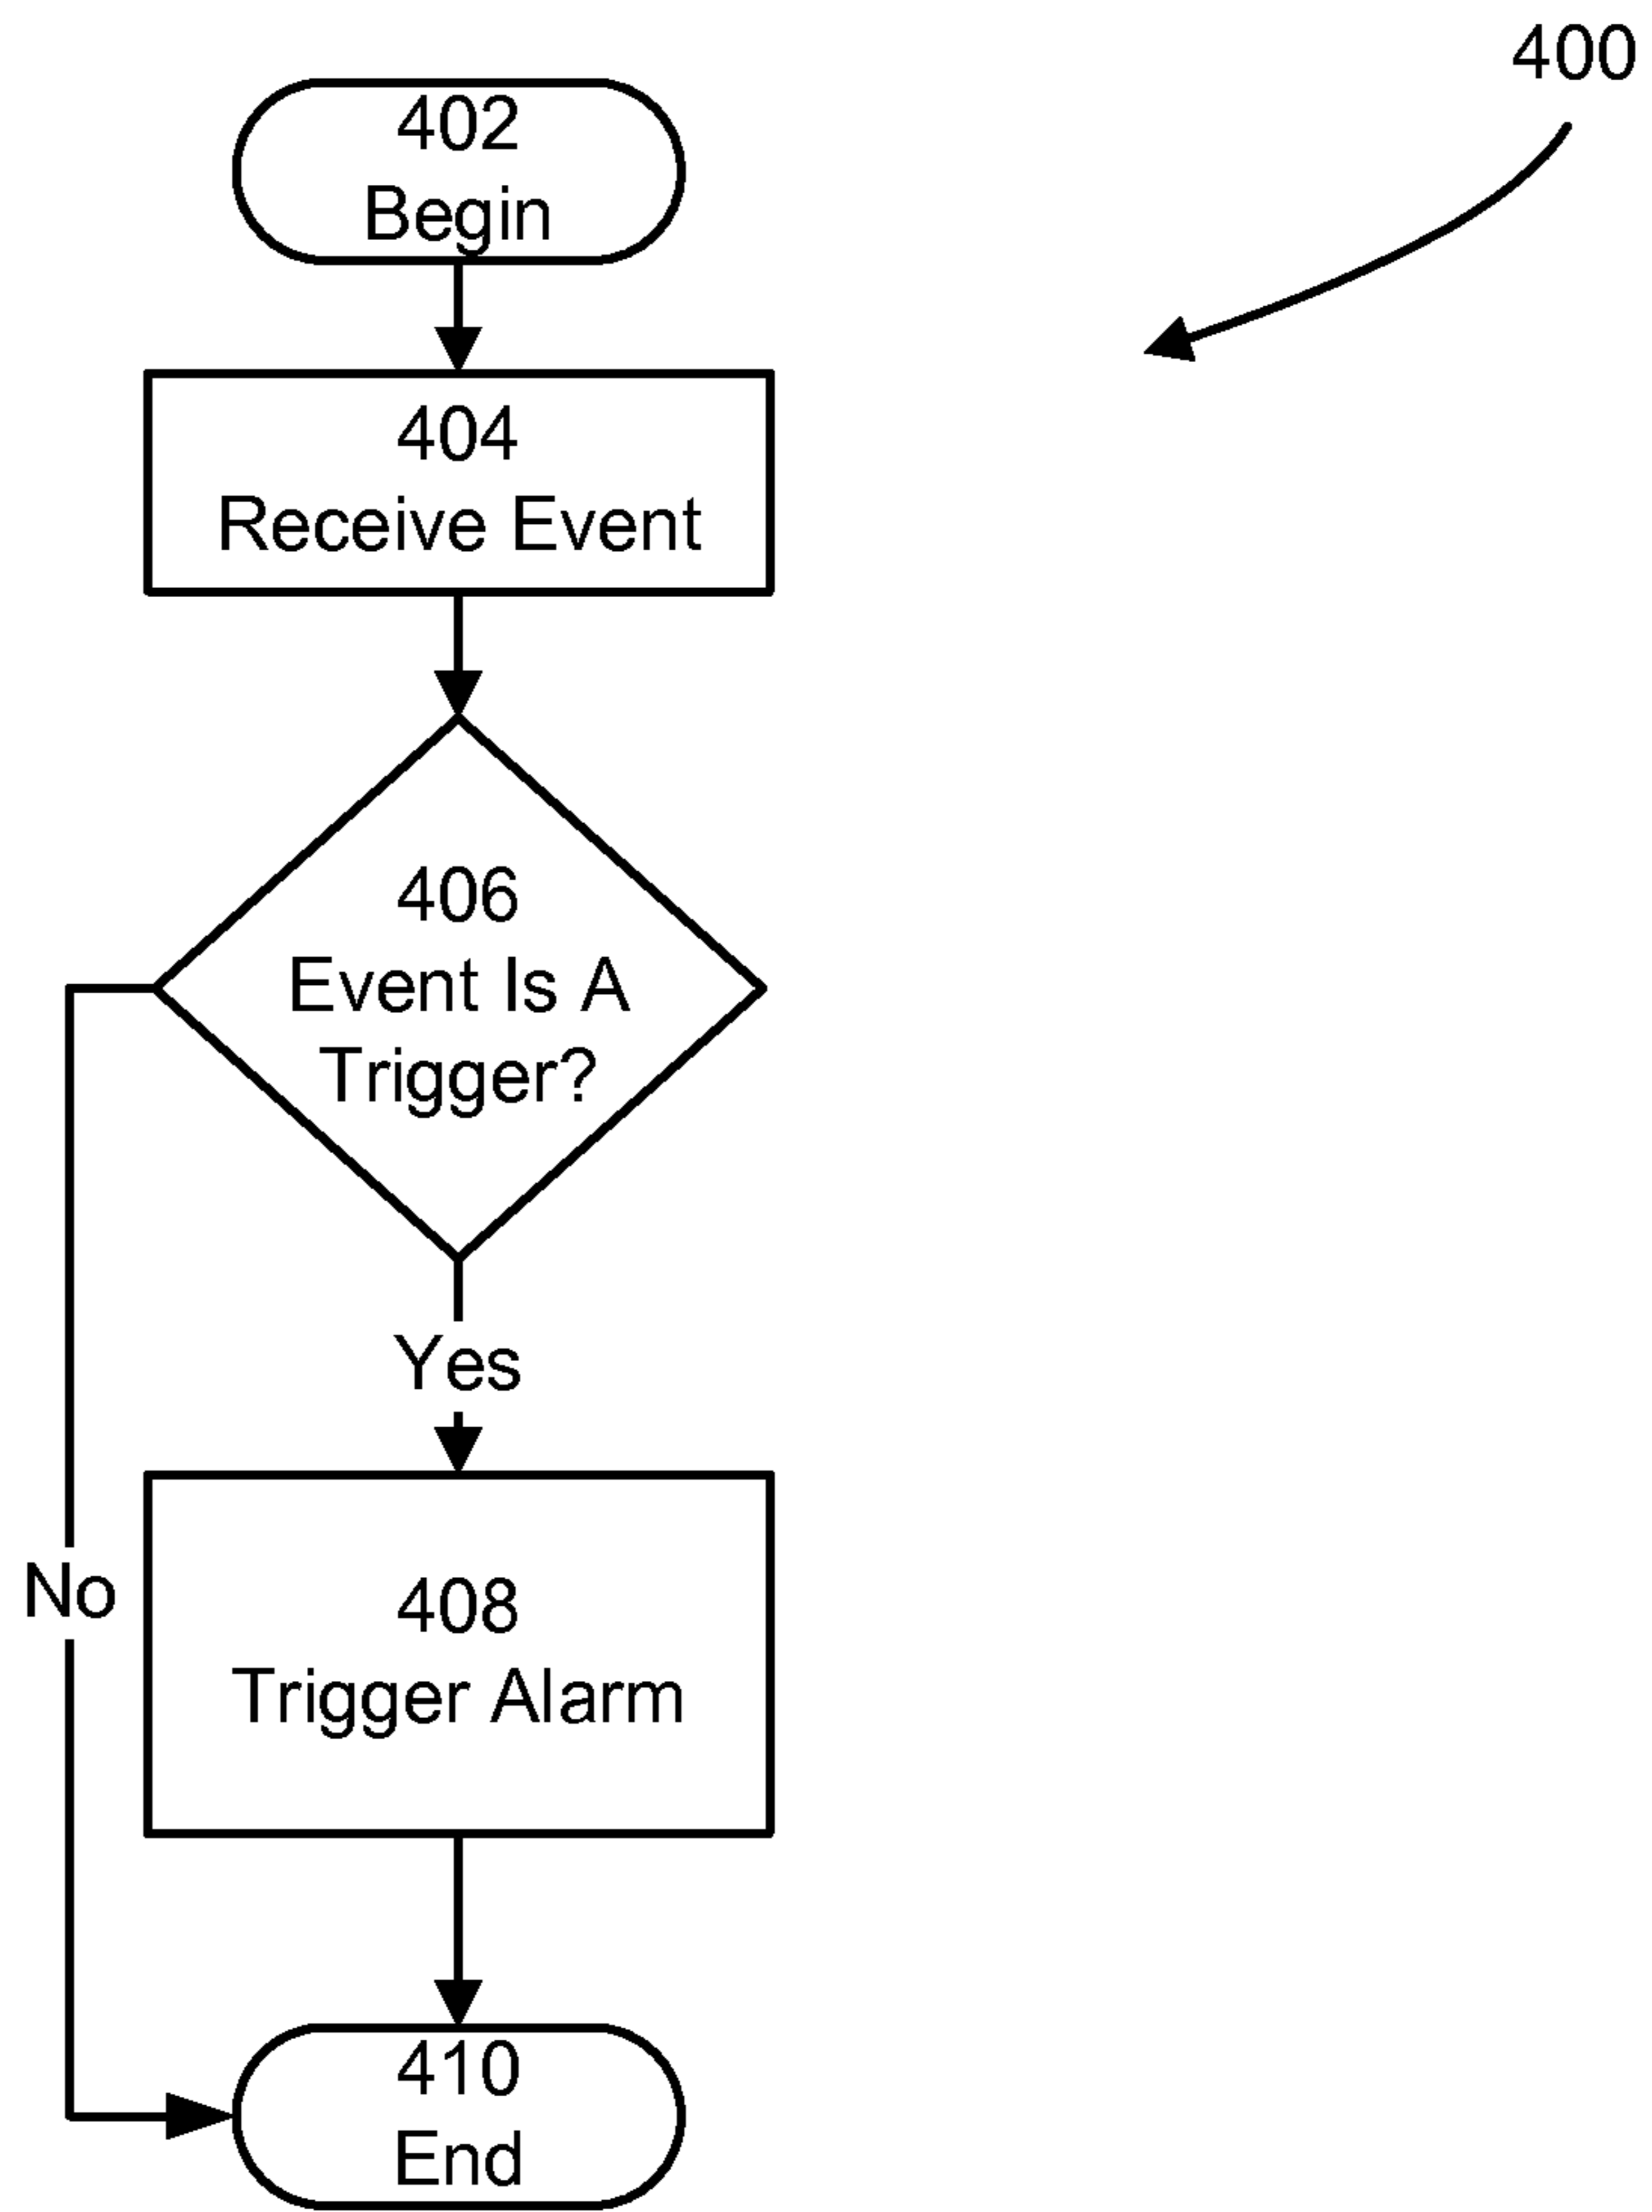 400
402
Begin
404
Receive Event
406
Event Is A
Trigger?
Yes
No
408
Trigger Alarm
410
End